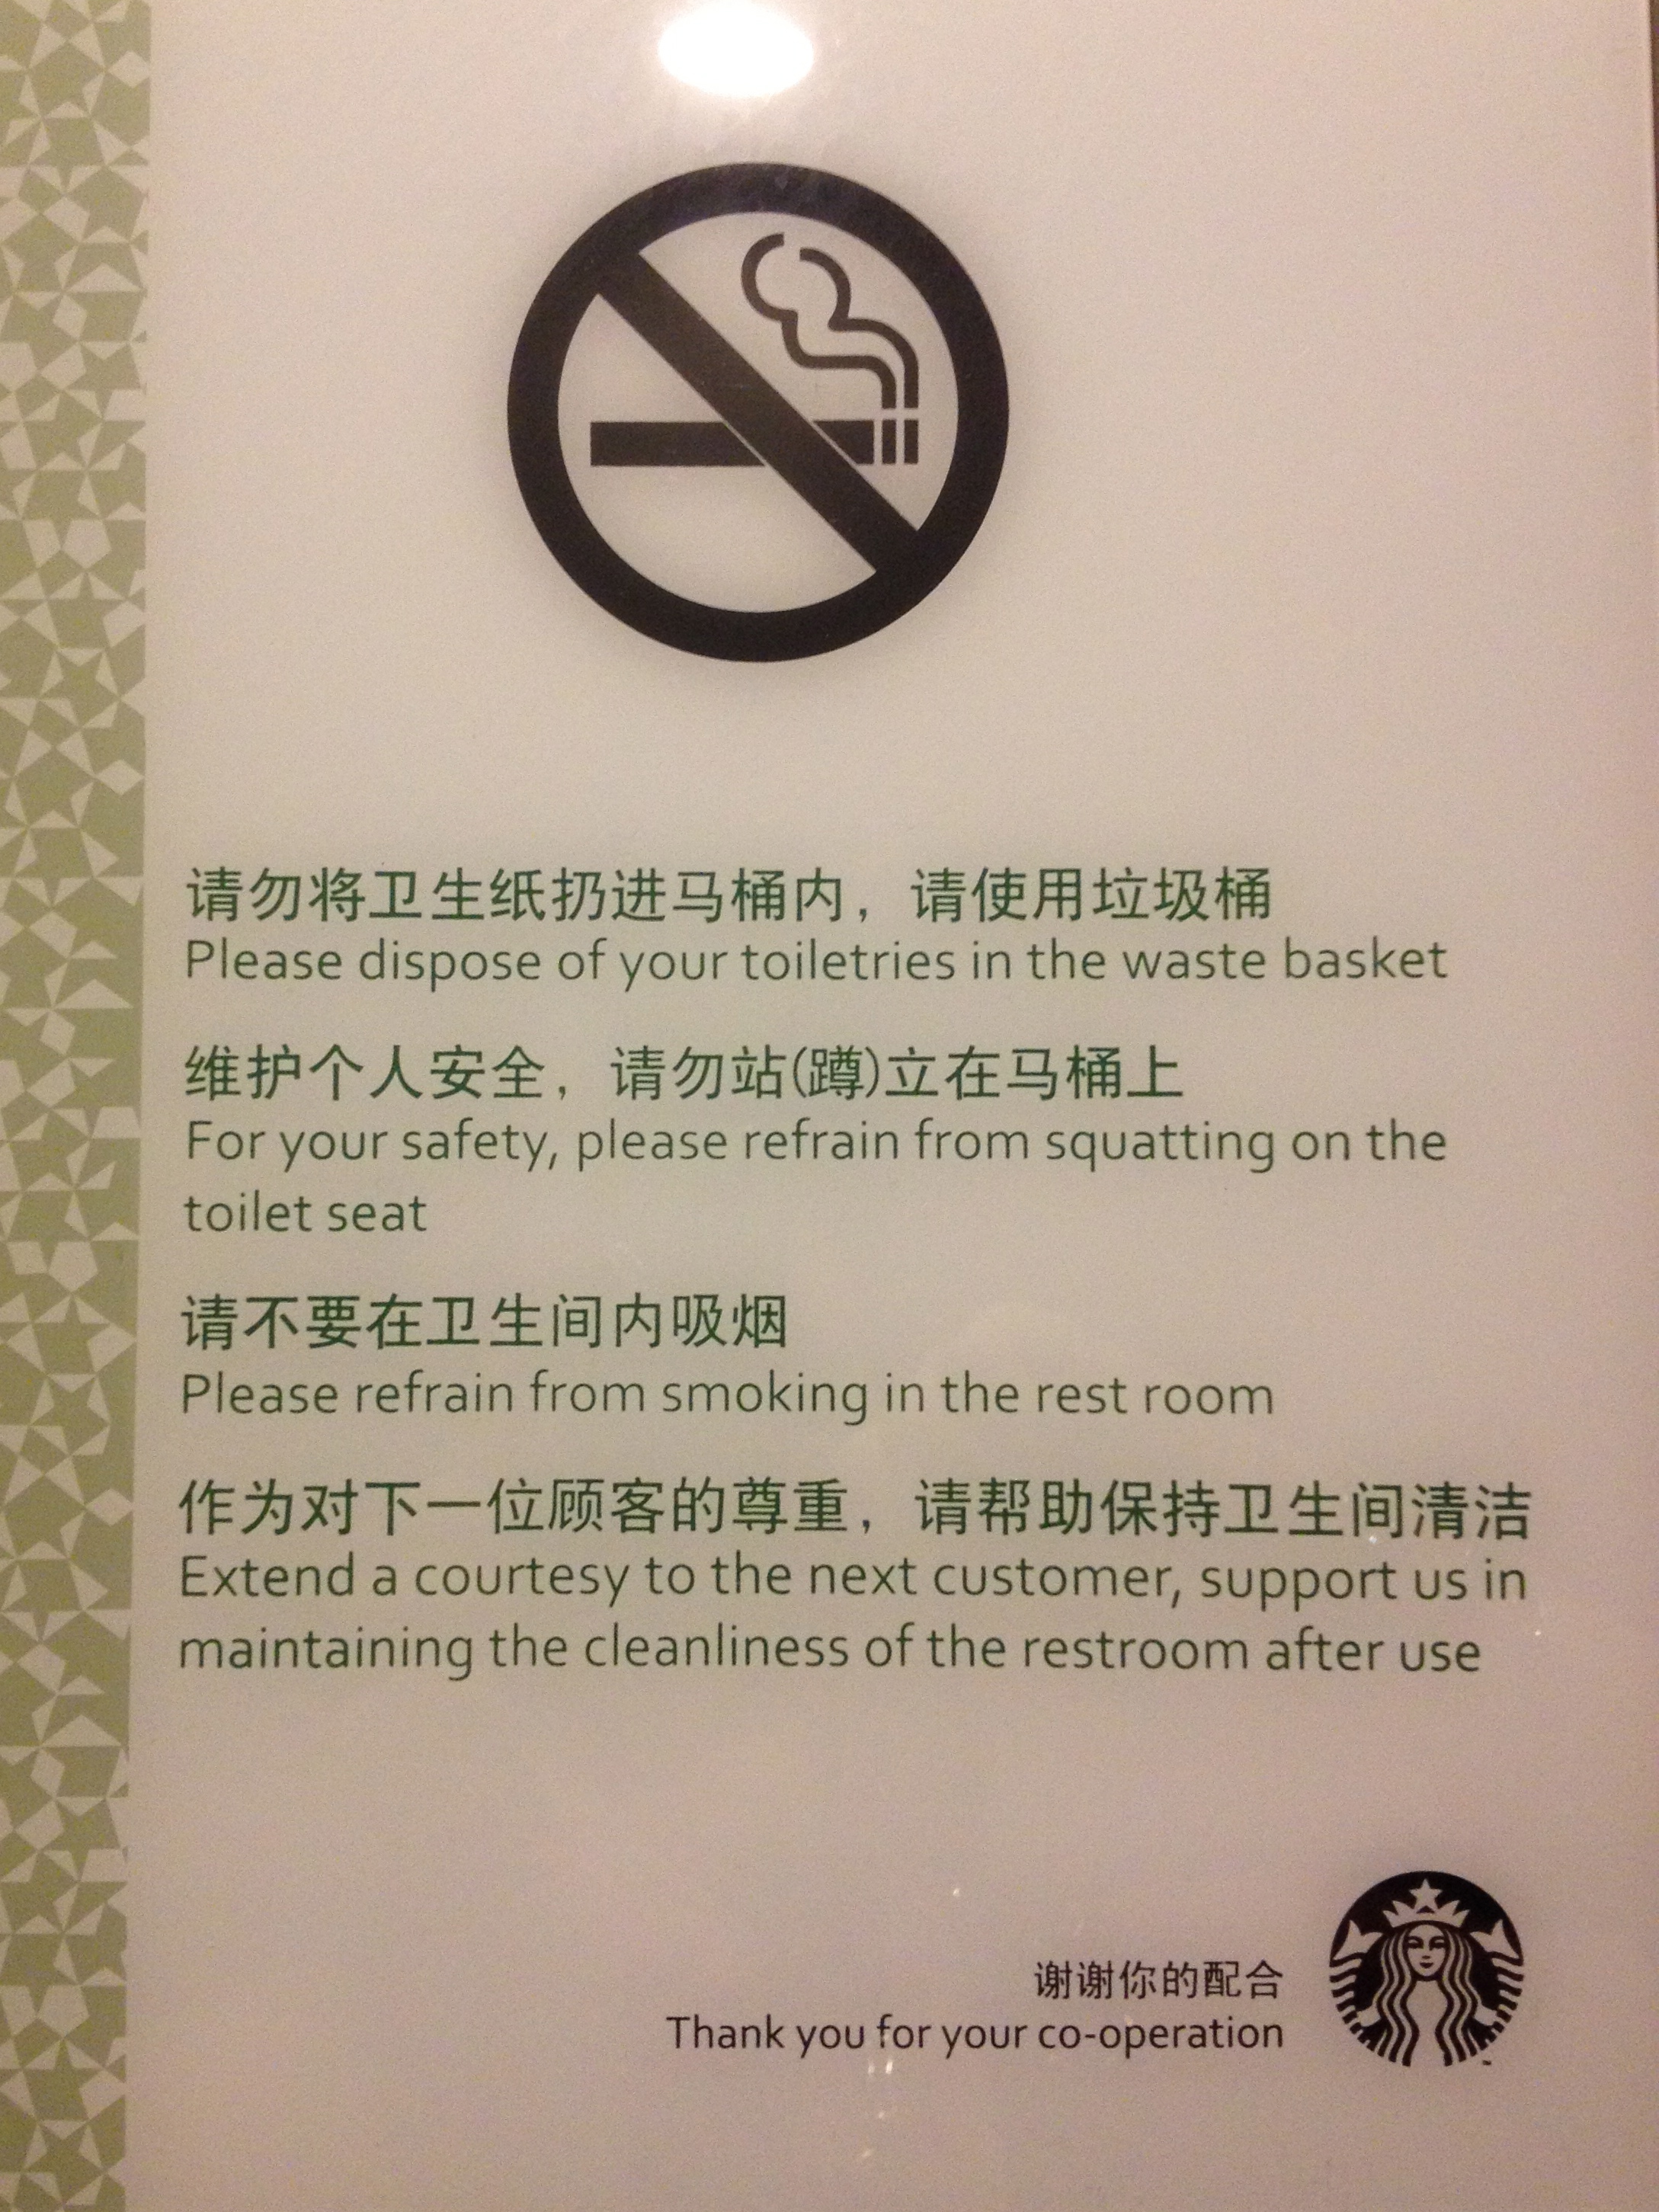 请勿将卫生纸扔进马桶内，请使用垃圾桶
Please dispose of your toiletries in the waste basket
维护个人安全，请勿站(蹲)立在马桶上
For your safety, please refrain from squatting on the
toilet seat
请不要在卫生间内吸烟
Please refrain from smoking in the rest room
作为对下一位顾客的尊重，请帮助保持卫生间清洁
Extend a courtesy to the next customer, support us in
maintaining the cleanliness of the restroom after use
谢谢你的配合
Thank you for your co-operation